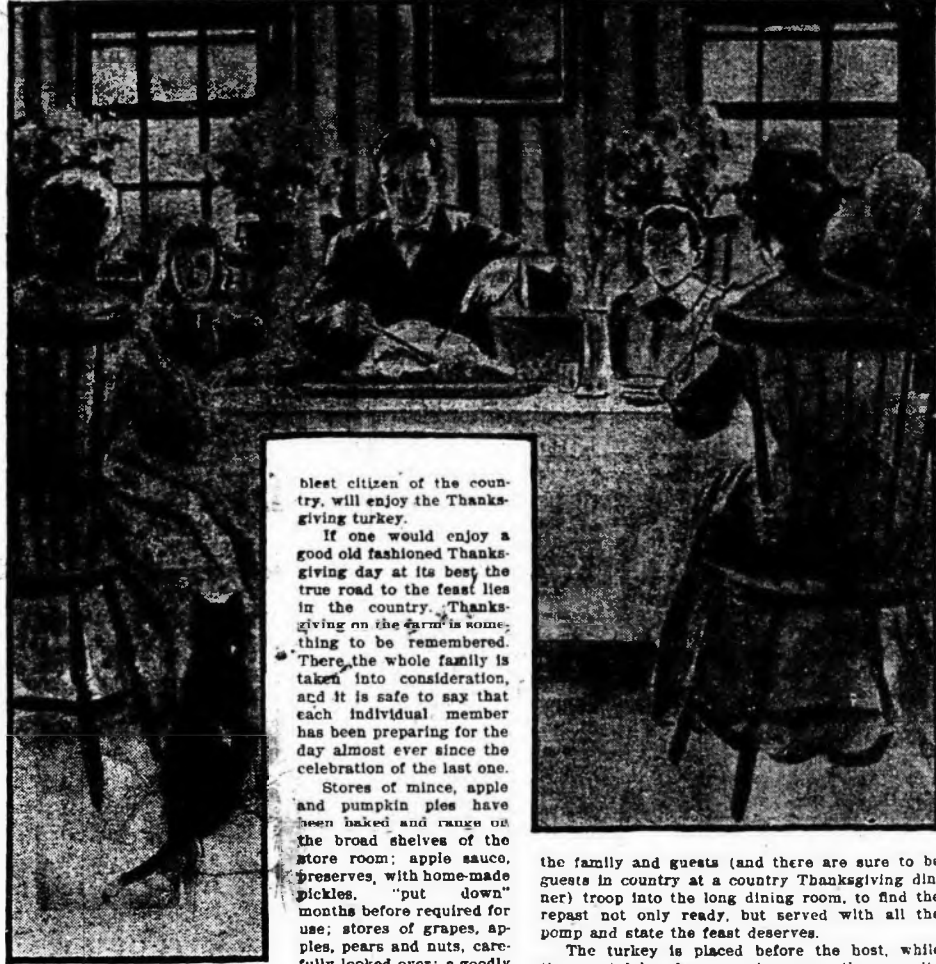 blest citizen of the coun-
try, will enjoy the Thanks-
giving turkey.
If one would enjoy a
good old fashioned Thanks-
giving day at its best the
true road to the feast lies
in the country. Thanks-
giving on the farm is some-
thing to be remembered.
There the whole family is
taken into consideration,
and it is safe to say that
each individual member
has been preparing for the
day almost ever since the
celebration of the last one.
Stores of mince, apple
and pumpkin pies have
been baked and range on
the broad shelves of the
store room; apple sauce,
preserves, with home-made
pickles, "put down"
months before required for
use; stores of grapes, ap-
ples, pears and nuts, care-
fully looked over; a goodly
the family and guests (and there are sure to be
guests in country at a country Thanksgiving din
ner) troop into the long dining room, to find the
repast not only ready, but served with all the
pomp and state the feast deserves.
The turkey is placed before the host, while